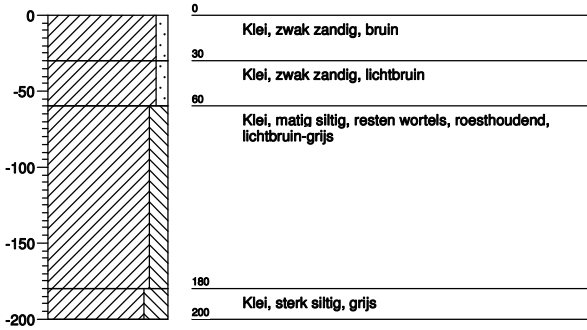 0
0
Klei, zwak zandig, bruin
30
Klei, zwak zandig, lichtbruin
-50
60
Klei, matig siltig, resten wortels, roesthoudend,
lichtbruin-grijs
-100
-150
180
Klei, sterk siltig, grijs
-200
200